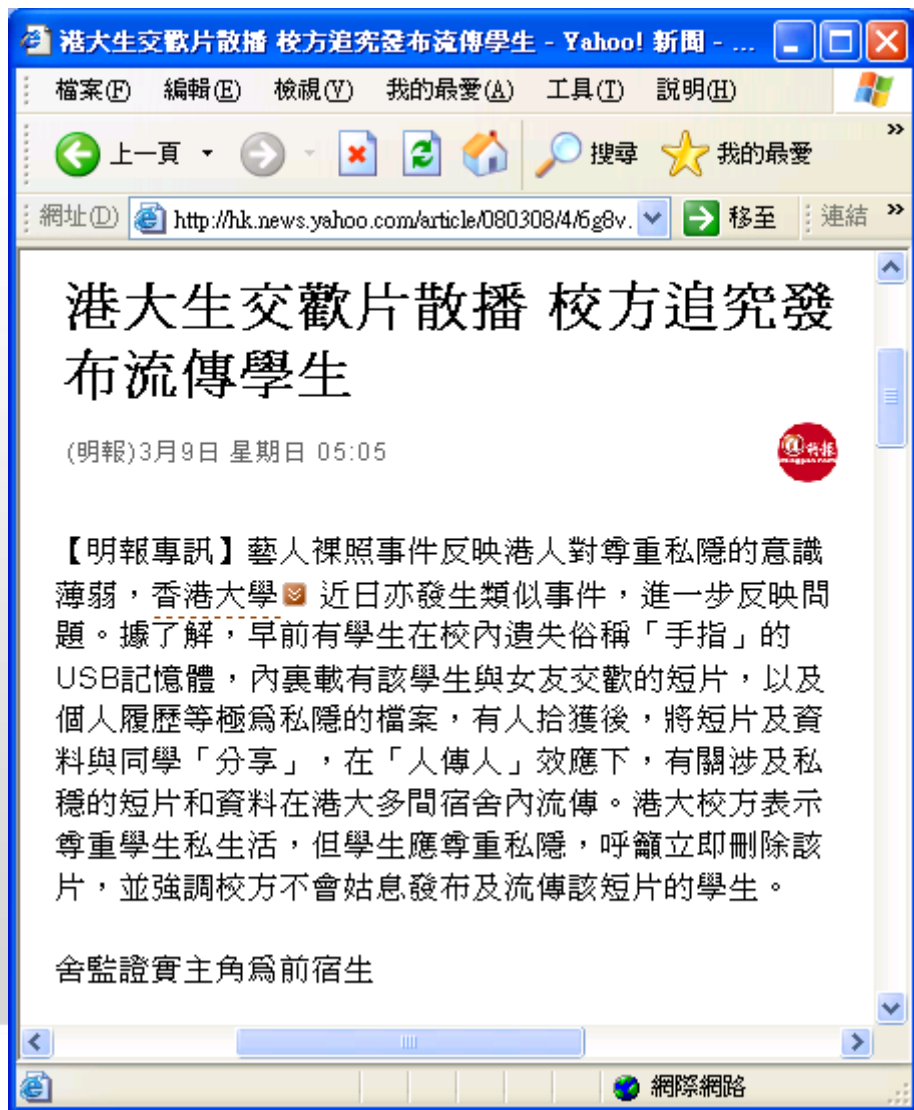 港大生交歡片散播 校方追究發布流傳學生 - Yahoo! 新聞 - ...
檔案(F) 編輯(E) 檢視(V) 我的最愛(A) 工具(T) 說明(H)
上一頁 搜尋 我的最愛
網址(D) http://hk.news.yahoo.com/article/080308/4/6g8v. 移至 連結
港大生交歡片散播 校方追究發
布流傳學生
(明報)3月9日 星期日 05:05
【明報專訊】藝人裸照事件反映港人對尊重私隱的意識
薄弱，香港大學 近日亦發生類似事件，進一步反映問
題。據了解，早前有學生在校內遺失俗稱「手指」的
USB記憶體，內裏載有該學生與女友交歡的短片，以及
個人履歷等極為私隱的檔案，有人拾獲後，將短片及資
料與同學「分享」，在「人傳人」效應下，有關涉及私
穩的短片和資料在港大多間宿舍內流傳。港大校方表示
尊重學生私生活，但學生應尊重私隱，呼籲立即刪除該
片，並強調校方不會姑息發布及流傳該短片的學生。
舍監證實主角為前宿生
網際網路